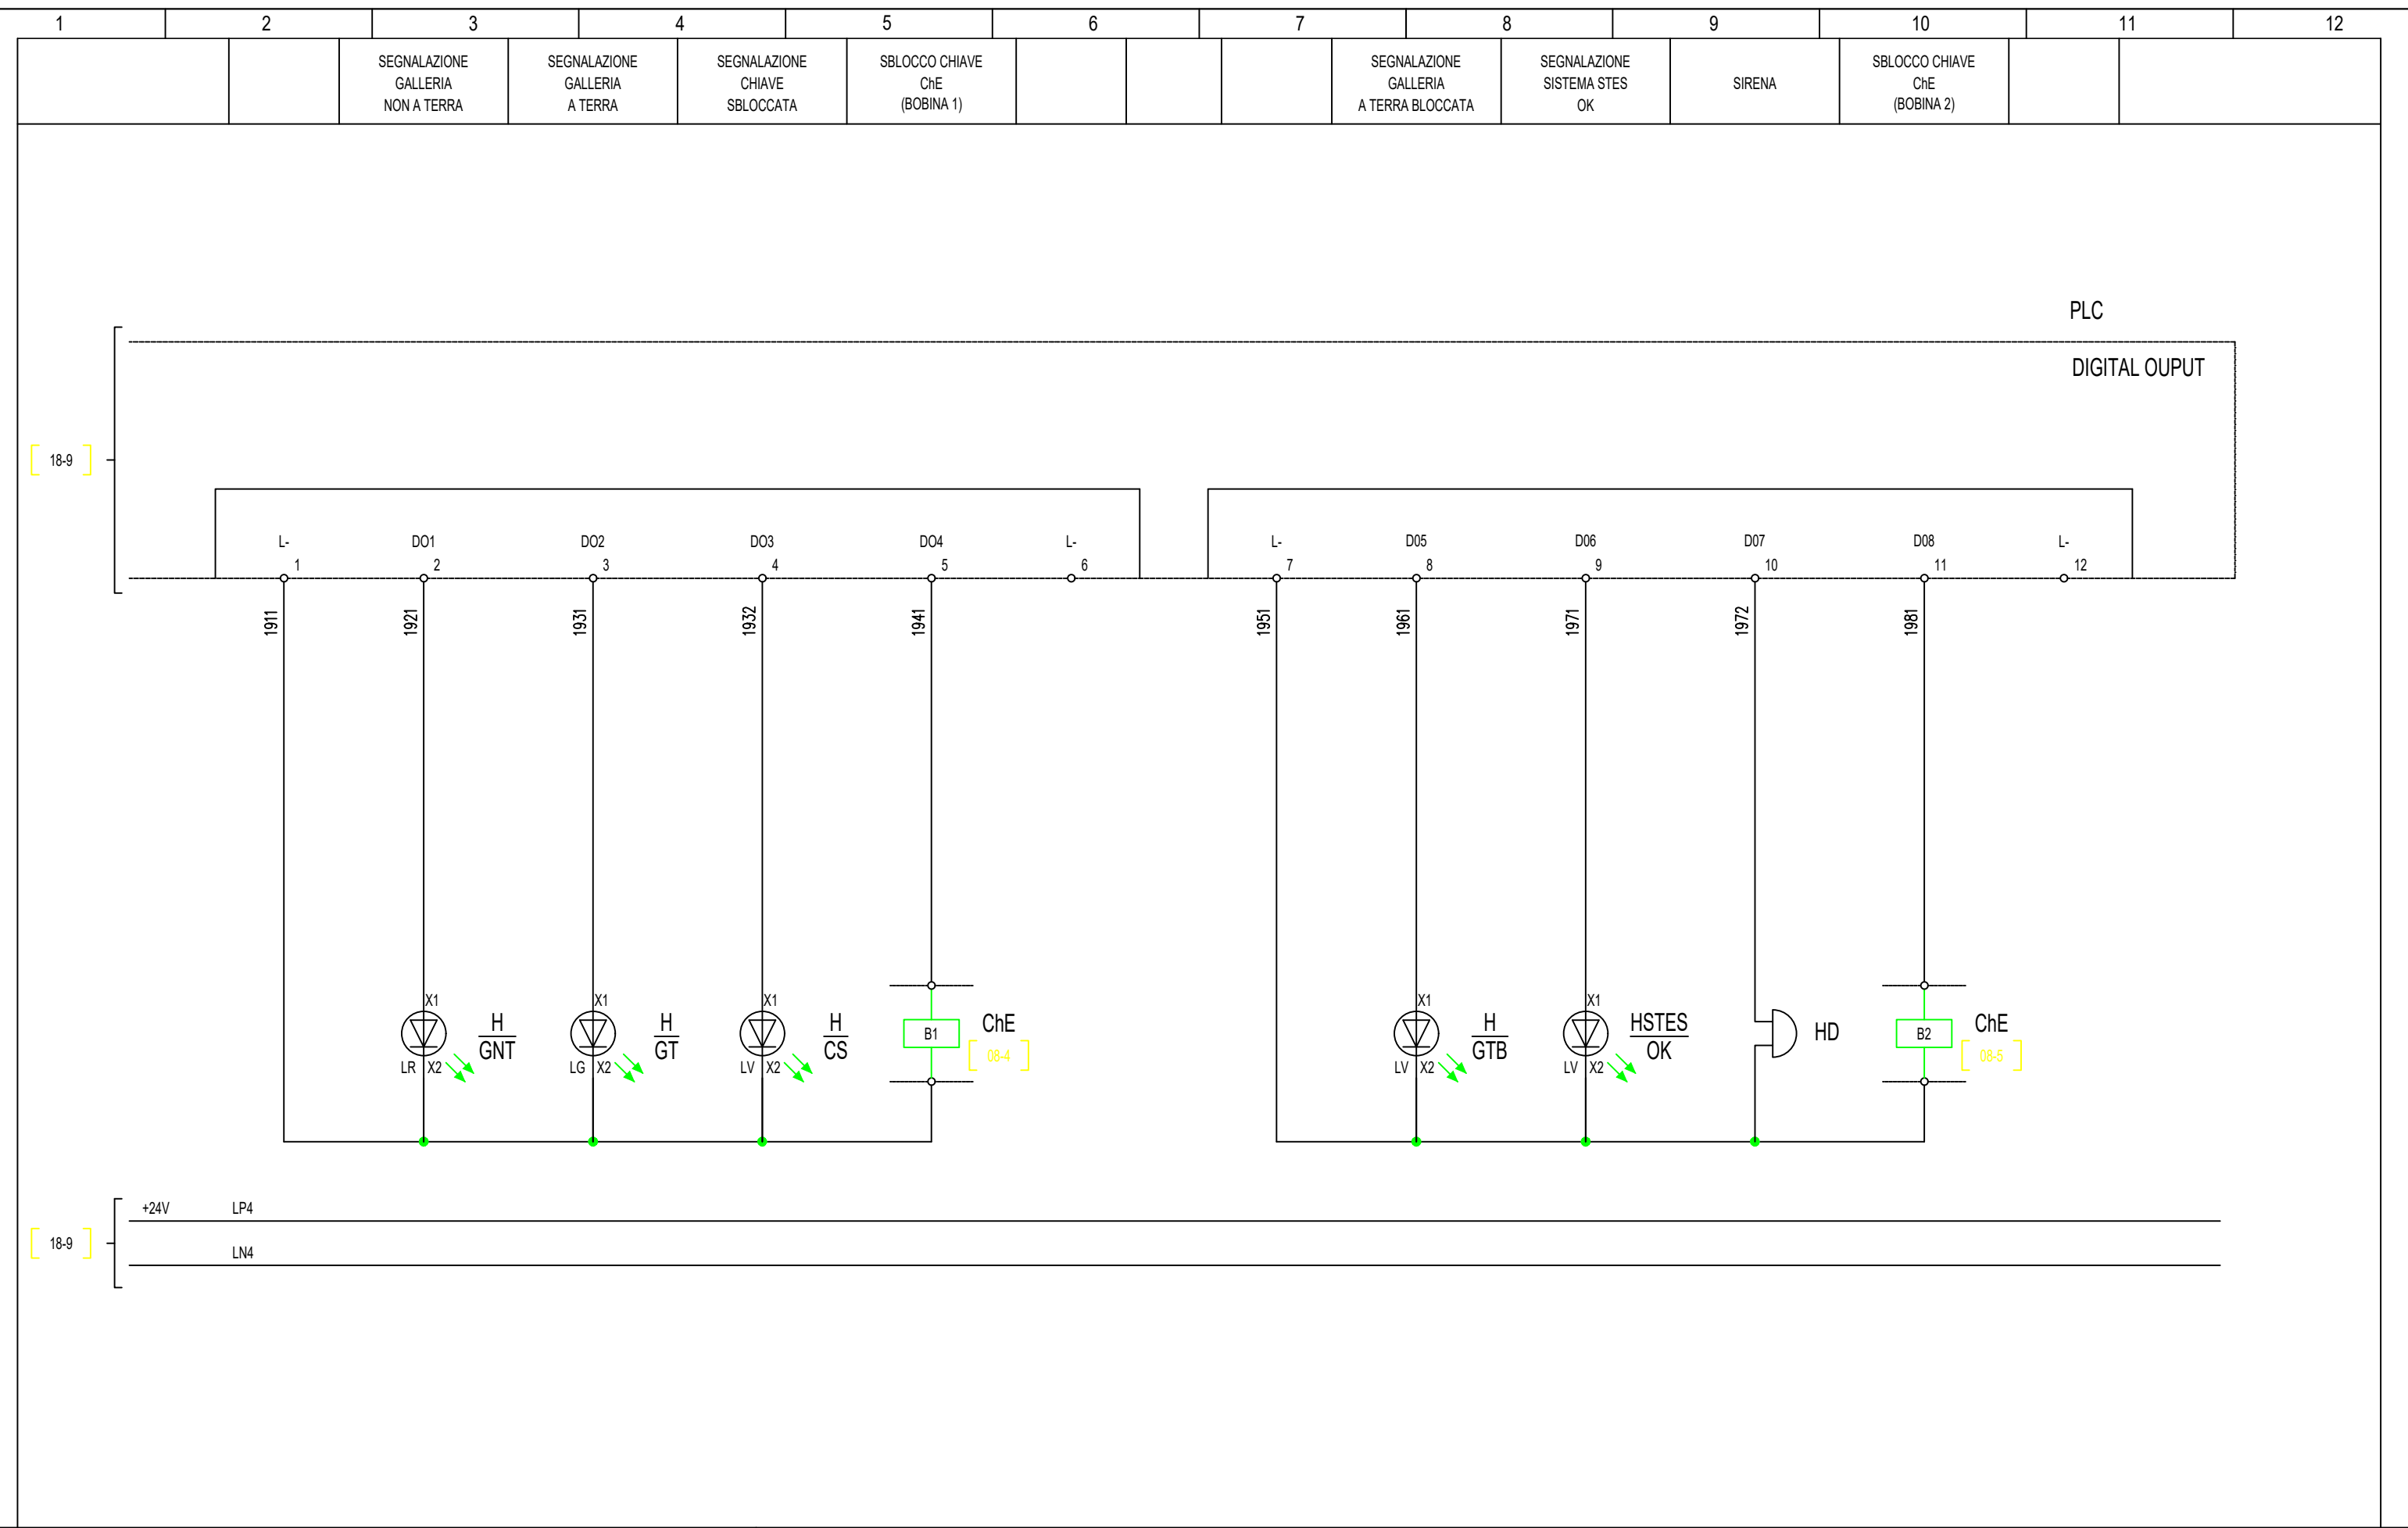 1 2 3 4 5 6 7 8 9 10 11 12
SEGNALAZIONE
GALLERIA
NON A TERRA
SEGNALAZIONE
GALLERIA
A TERRA
SEGNALAZIONE
CHIAVE
SBLOCCATA
SBLOCCO CHIAVE
ChE
(BOBINA 1)
SEGNALAZIONE
GALLERIA
A TERRA BLOCCATA
SEGNALAZIONE
SISTEMA STES
OK
SIRENA
SBLOCCO CHIAVE
ChE
(BOBINA 2)
PLC
DIGITAL OUPUT
18-9
L- DO1 DO2 DO3 DO4 L- L- D05 D06 D07 D08 L-
1 2 3 4 5 6 7 8 9 10 11 12
1911 1921 1931 1932 1941 1951 1961 1971 1972 1981
X1
H
GNT
LR X2
X1
H
GT
LG X2
X1
H
CS
LV X2
B1
ChE
08-4
X1
H
GTB
LV X2
X1
HSTES
OK
LV X2
HD
B2
ChE
08-5
+24V LP4
18-9
LN4